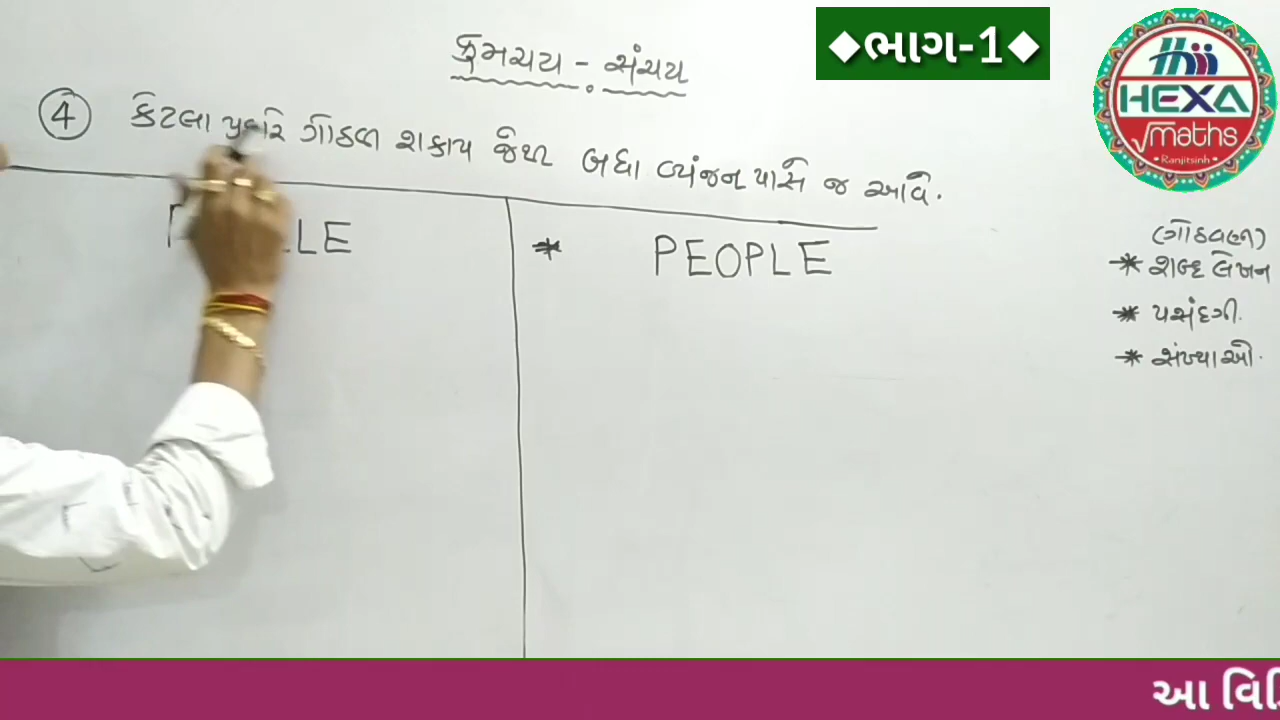 ◆ભાગ-1◆
ક્રમચય - સંચય
HEXA
maths
Ranjitsinh
④ કેટલા પ્રકારે ગોઠવી શકાય જેથી બધા વ્યંજન પાસે જ આવે.
LE
* PEOPLE
(ગોઠવણ)
* શબ્દ લેખન
* પસંદગી.
* સંખ્યાઓ.
આ વિ